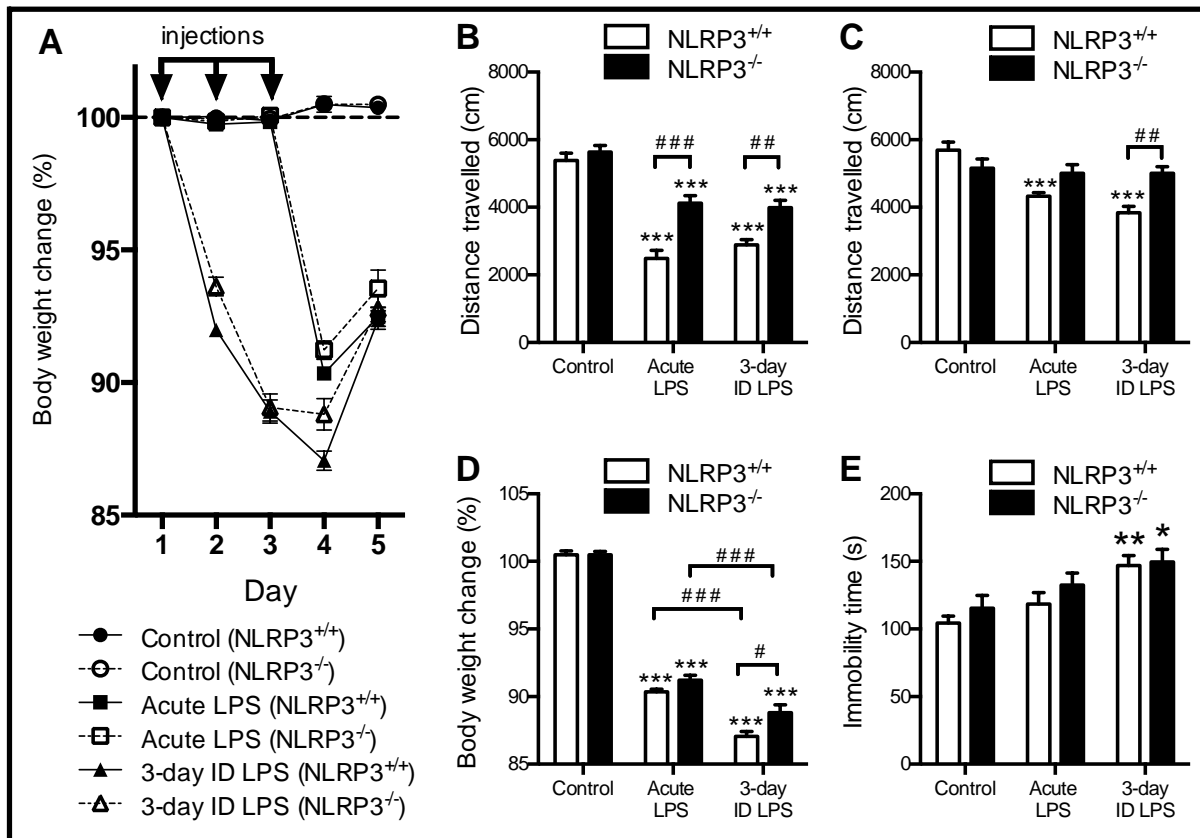 A
injections
Body weight change (%)
100
95
90
85
1 2 3 4 5
Day
Control (NLRP3+/+)
Control (NLRP3-/-)
Acute LPS (NLRP3+/+)
Acute LPS (NLRP3-/-)
3-day ID LPS (NLRP3+/+)
3-day ID LPS (NLRP3-/-)
B
NLRP3+/+
NLRP3-/-
Distance travelled (cm)
8000
6000
4000
2000
0
###
##
***
***
***
***
Control
Acute
LPS
3-day
ID LPS
C
NLRP3+/+
NLRP3-/-
Distance travelled (cm)
8000
6000
4000
2000
0
##
***
***
Control
Acute
LPS
3-day
ID LPS
D
NLRP3+/+
NLRP3-/-
Body weight change (%)
105
100
95
90
85
###
###
#
***
***
***
***
Control
Acute
LPS
3-day
ID LPS
E
NLRP3+/+
NLRP3-/-
Immobility time (s)
200
150
100
50
0
**
*
Control
Acute
LPS
3-day
ID LPS